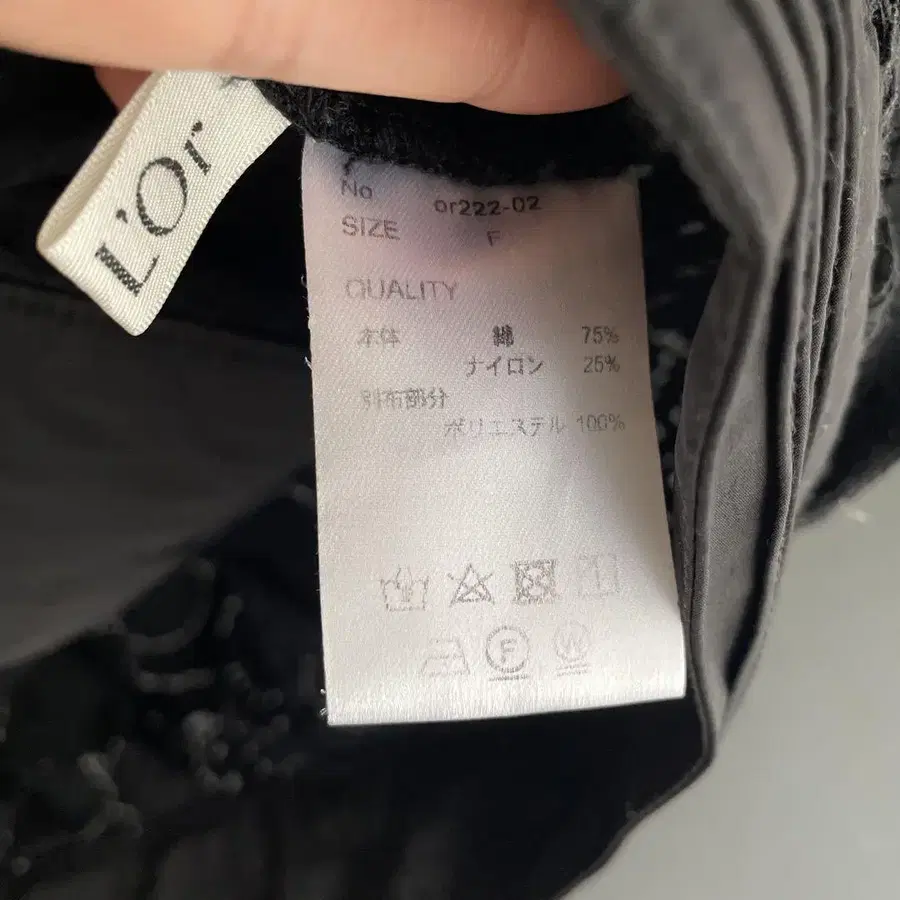 L'Or
No or222-02
SIZE F
QUALITY
本体 綿 75%
ナイロン 25%
別布部分
ポリエステル 100%
F
W